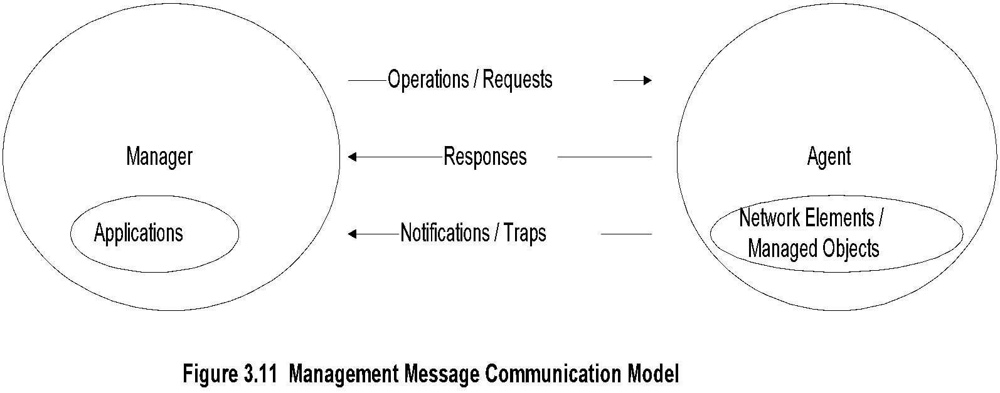 Operations / Requests
Manager
Responses
Agent
Applications
Notifications / Traps
Network Elements /
Managed Objects
Figure 3.11 Management Message Communication Model